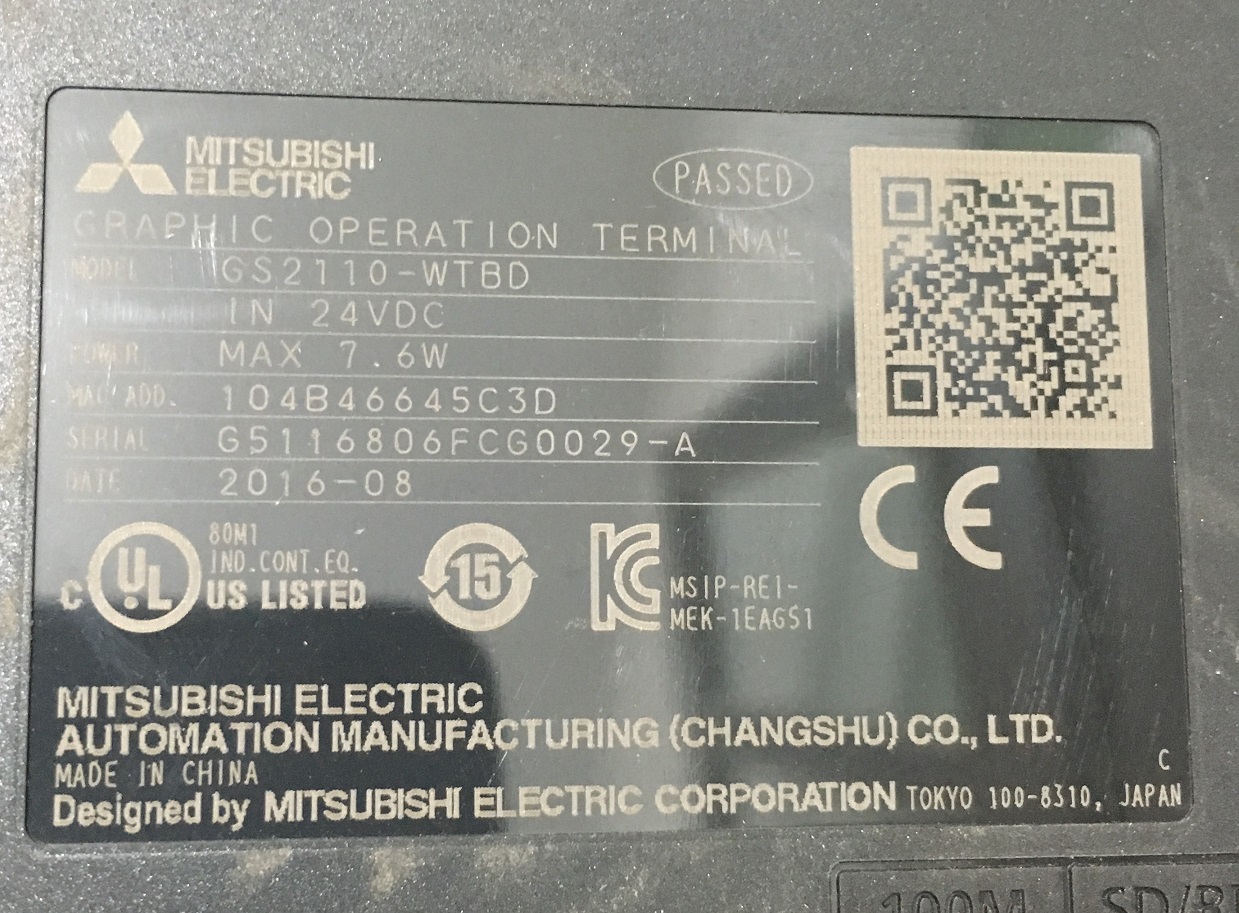 MITSUBISHI
ELECTRIC
PASSED
GRAPHIC OPERATION TERMINAL
MODEL GS2110-WTBD
IN 24VDC
POWER MAX 7.6W
MAC ADD. 104B46645C3D
SERIAL G5116806FCG0029-A
DATE 2016-08
80M1
IND.CONT.EQ.
C UL US LISTED
15
MSIP-REI-
MEK-1EAGS1
CE
MITSUBISHI ELECTRIC
AUTOMATION MANUFACTURING (CHANGSHU) CO., LTD.
MADE IN CHINA
C
Designed by MITSUBISHI ELECTRIC CORPORATION TOKYO 100-8310, JAPAN
100M